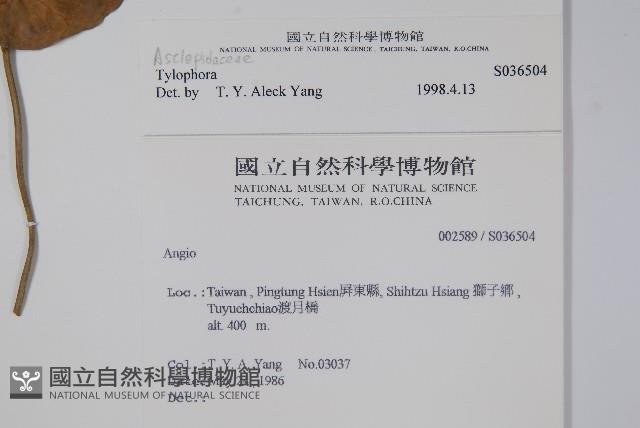 國立自然科學博物館
NATIONAL MUSEUM OF NATURAL SCIENCE, TAICHUNG, TAIWAN, R.O.CHINA
Asclepidaceae
Tylophora S036504
Det. by T. Y. Aleck Yang 1998.4.13
國立自然科學博物館
NATIONAL MUSEUM OF NATURAL SCIENCE
TAICHUNG, TAIWAN, R.O.CHINA
002589 / S036504
Angio
Loc.:Taiwan , Pingtung Hsien屏東縣, Shihtzu Hsiang 獅子鄉 ,
Tuyuehchiao渡月橋
alt. 400 m.
Col.:T. Y. A. Yang No.03037
1986
Det.:
國立自然科學博物館
NATIONAL MUSEUM OF NATURAL SCIENCE